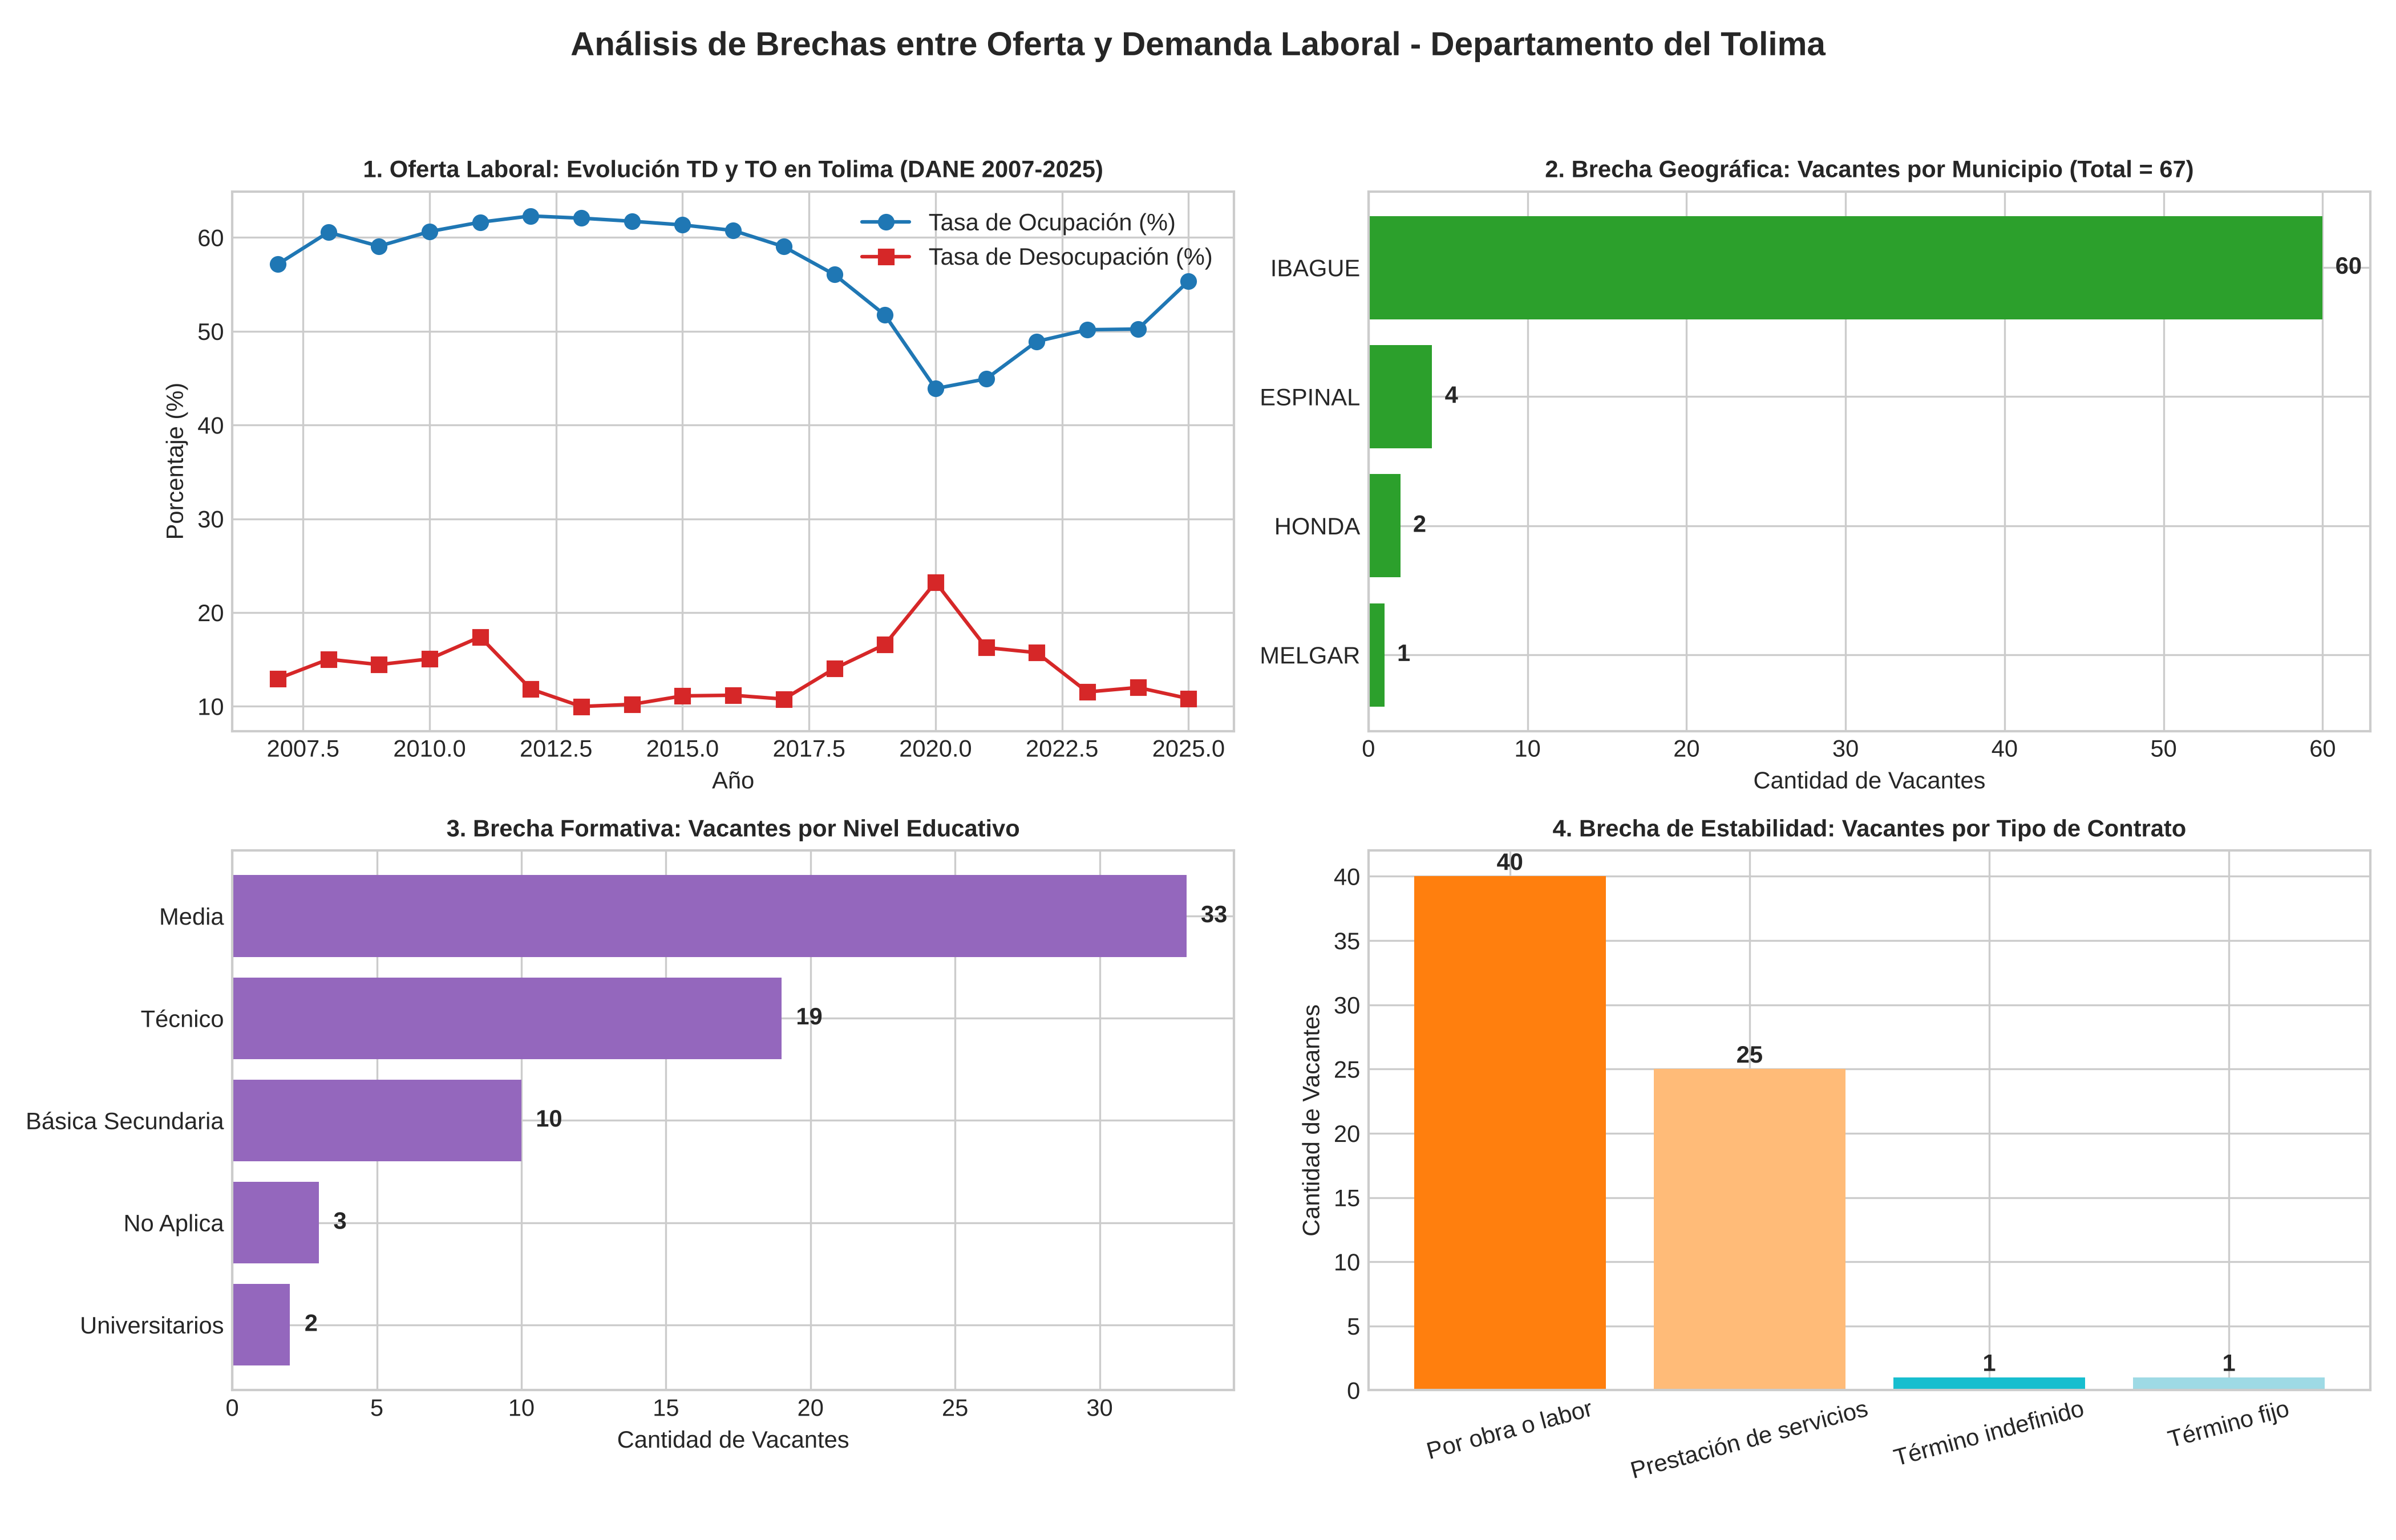 Análisis de Brechas entre Oferta y Demanda Laboral - Departamento del Tolima
1. Oferta Laboral: Evolución TD y TO en Tolima (DANE 2007-2025)
Tasa de Ocupación (%)
Tasa de Desocupación (%)
Porcentaje (%)
60
50
40
30
20
10
2007.5 2010.0 2012.5 2015.0 2017.5 2020.0 2022.5 2025.0
Año
2. Brecha Geográfica: Vacantes por Municipio (Total = 67)
IBAGUE 60
ESPINAL 4
HONDA 2
MELGAR 1
0 10 20 30 40 50 60
Cantidad de Vacantes
3. Brecha Formativa: Vacantes por Nivel Educativo
Media 33
Técnico 19
Básica Secundaria 10
No Aplica 3
Universitarios 2
0 5 10 15 20 25 30
Cantidad de Vacantes
4. Brecha de Estabilidad: Vacantes por Tipo de Contrato
Cantidad de Vacantes
40
35
30
25
20
15
10
5
0
40
25
1
1
Por obra o labor
Prestación de servicios
Término indefinido
Término fijo